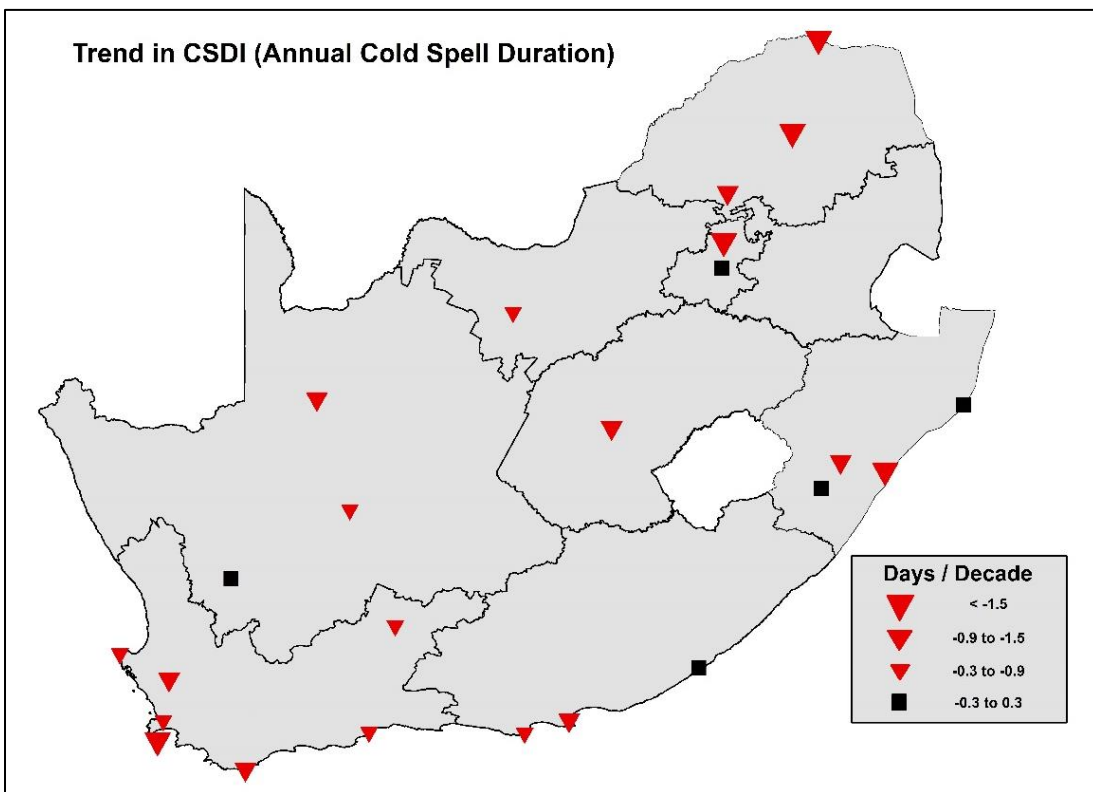 Trend in CSDI (Annual Cold Spell Duration)
Days / Decade
< -1.5
-0.9 to -1.5
-0.3 to -0.9
-0.3 to 0.3